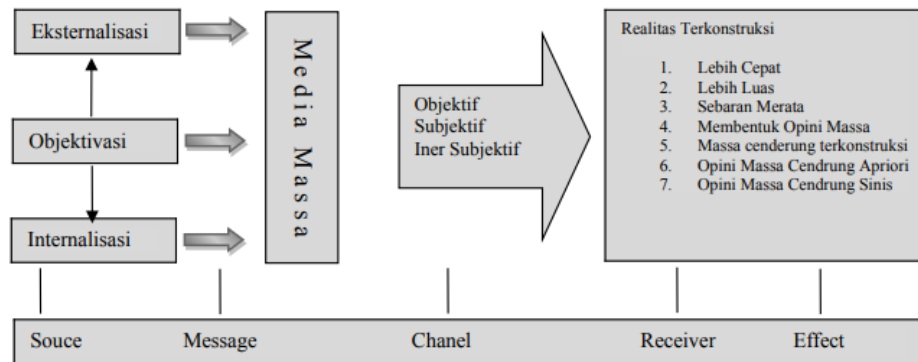 Eksternalisasi
Objektivasi
Internalisasi
Media Massa
Objektif
Subjektif
Iner Subjektif
Realitas Terkonstruksi
1. Lebih Cepat
2. Lebih Luas
3. Sebaran Merata
4. Membentuk Opini Massa
5. Massa cenderung terkonstruksi
6. Opini Massa Cendrung Apriori
7. Opini Massa Cendrung Sinis
Souce Message Chanel Receiver Effect